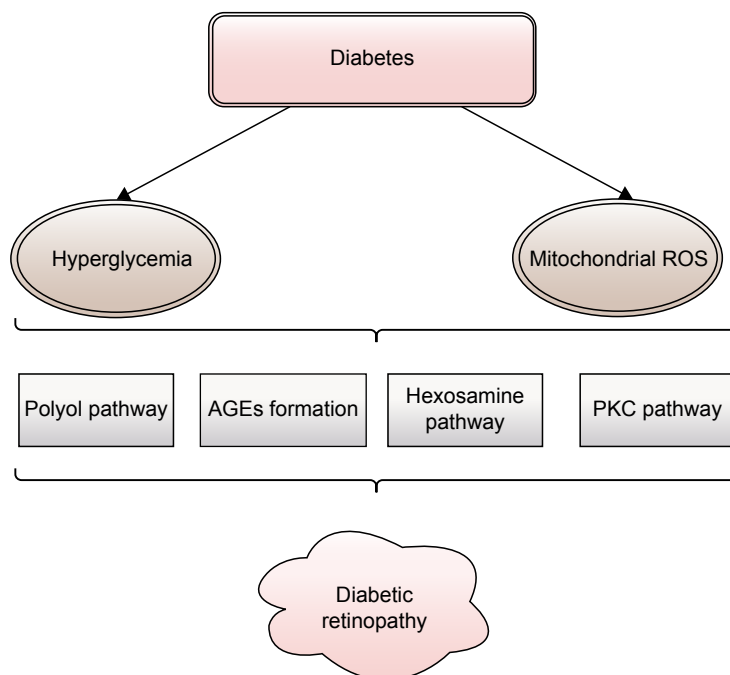 Diabetes
Hyperglycemia
Mitochondrial ROS
Polyol pathway
AGEs formation
Hexosamine
pathway
PKC pathway
Diabetic
retinopathy